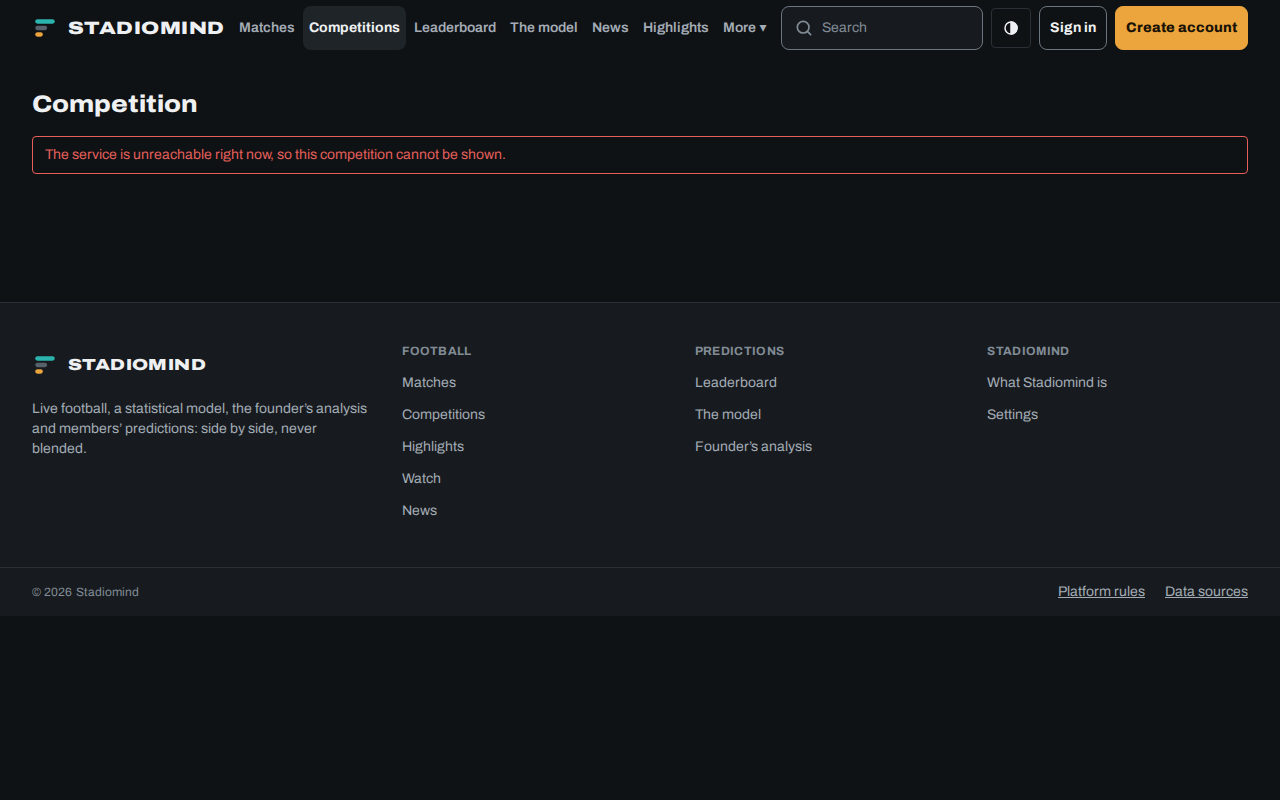 STADIOMIND
Matches
Competitions
Leaderboard
The model
News
Highlights
More ▾
Search
Sign in
Create account
Competition
The service is unreachable right now, so this competition cannot be shown.
STADIOMIND
Live football, a statistical model, the founder’s analysis
and members’ predictions: side by side, never
blended.
FOOTBALL
Matches
Competitions
Highlights
Watch
News
PREDICTIONS
Leaderboard
The model
Founder’s analysis
STADIOMIND
What Stadiomind is
Settings
© 2026 Stadiomind
Platform rules
Data sources